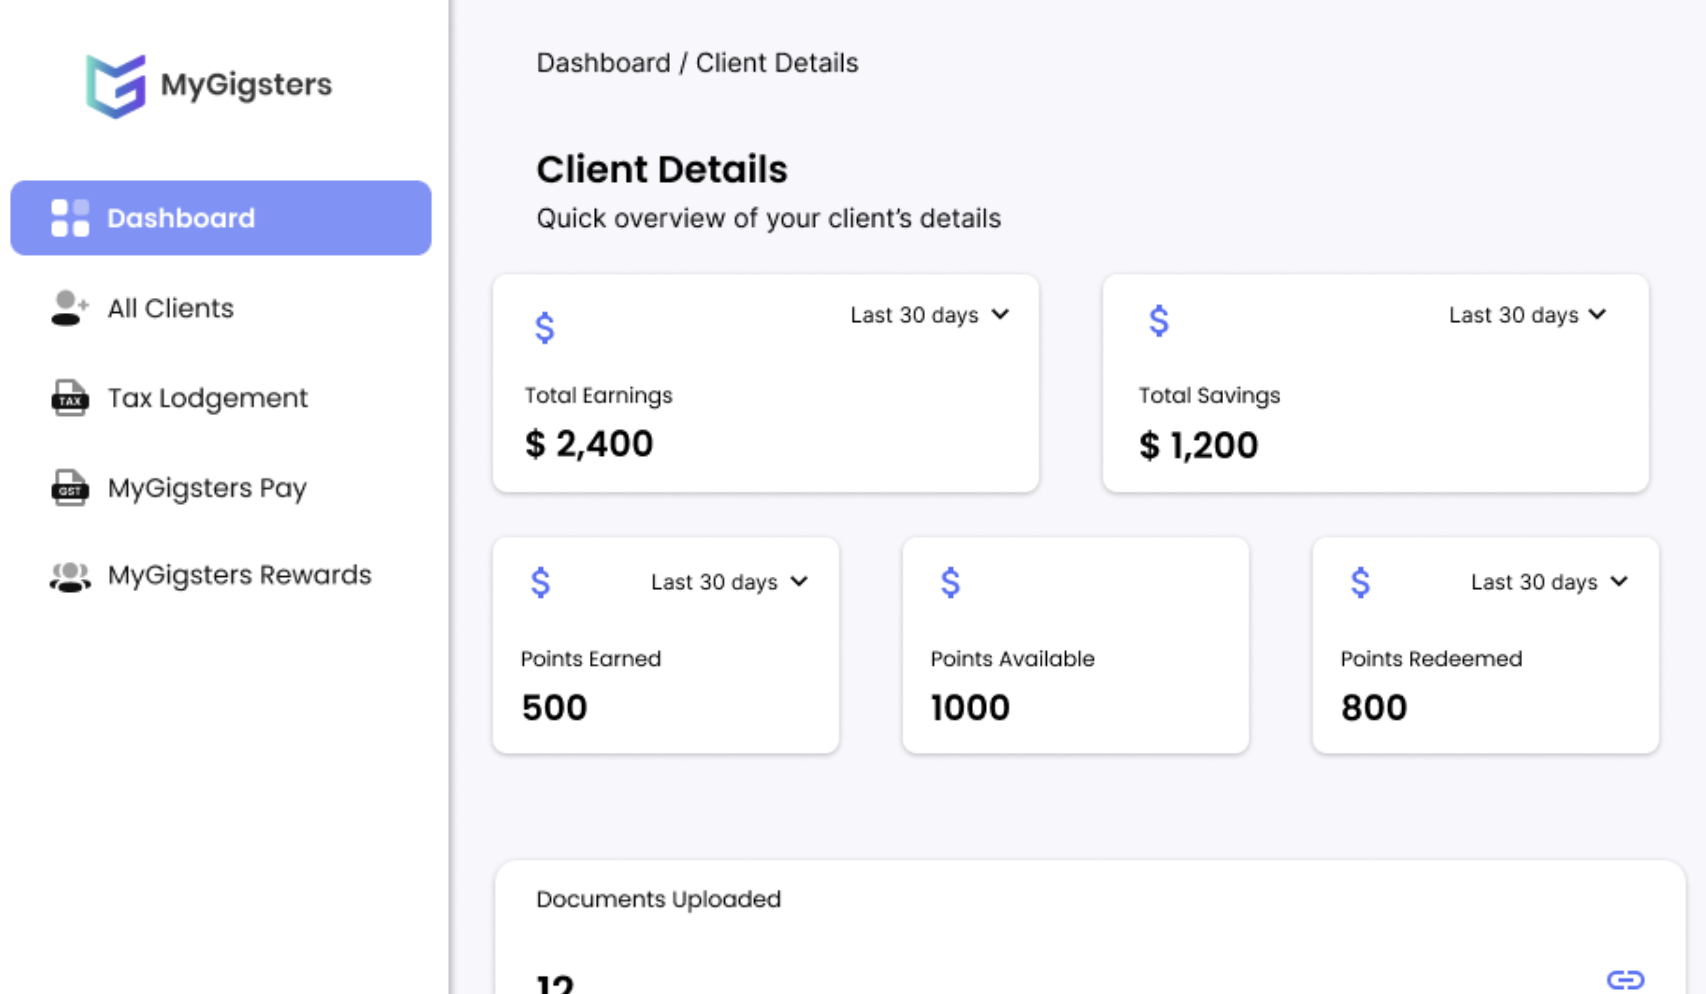 MyGigsters
Dashboard
All Clients
TAX
Tax Lodgement
GST
MyGigsters Pay
MyGigsters Rewards
Dashboard / Client Details
Client Details
Quick overview of your client’s details
$
Last 30 days
Total Earnings
$ 2,400
$
Last 30 days
Total Savings
$ 1,200
$
Last 30 days
Points Earned
500
$
Points Available
1000
$
Last 30 days
Points Redeemed
800
Documents Uploaded
12